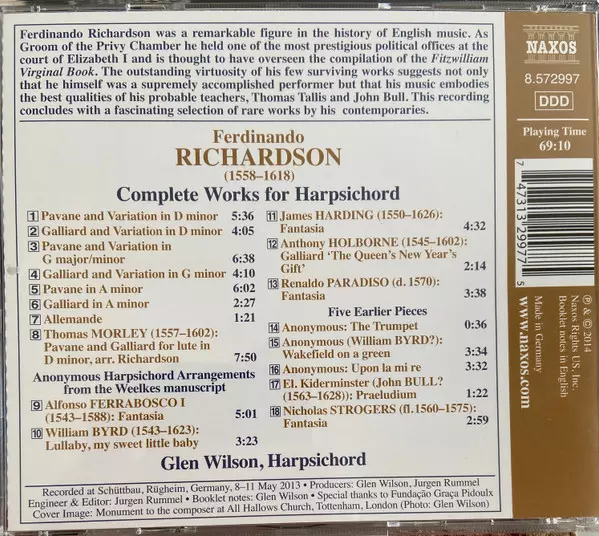 Ferdinando Richardson was a remarkable figure in the history of English music. As
Groom of the Privy Chamber he held one of the most prestigious political offices at the
court of Elizabeth I and is thought to have overseen the compilation of the Fitzwilliam
Virginal Book. The outstanding virtuosity of his few surviving works suggests not only
that he himself was a supremely accomplished performer but that his music embodies
the best qualities of his probable teachers, Thomas Tallis and John Bull. This recording
concludes with a fascinating selection of rare works by his contemporaries.
Ferdinando
RICHARDSON
(1558–1618)
Complete Works for Harpsichord
1 Pavane and Variation in D minor 5:36
2 Galliard and Variation in D minor 4:05
3 Pavane and Variation in
G major/minor 6:38
4 Galliard and Variation in G minor 4:10
5 Pavane in A minor 6:02
6 Galliard in A minor 2:27
7 Allemande 1:21
8 Thomas MORLEY (1557–1602):
Pavane and Galliard for lute in
D minor, arr. Richardson 7:50
Anonymous Harpsichord Arrangements
from the Weelkes manuscript
9 Alfonso FERRABOSCO I
(1543–1588): Fantasia 5:01
10 William BYRD (1543–1623):
Lullaby, my sweet little baby 3:23
11 James HARDING (1550–1626):
Fantasia 4:32
12 Anthony HOLBORNE (1545–1602):
Galliard ‘The Queen's New Year's
Gift’ 2:14
13 Renaldo PARADISO (d.1570):
Fantasia 3:38
Five Earlier Pieces
14 Anonymous: The Trumpet 0:36
15 Anonymous (William BYRD?):
Wakefield on a green 3:34
16 Anonymous: Upon la mi re 3:32
17 El. Kiderminster (John BULL?
(1563–1628)): Praeludium 1:22
18 Nicholas STROGERS (fl.1560–1575):
Fantasia 2:59
Glen Wilson, Harpsichord
Recorded at Schüttbau, Rügheim, Germany, 8–11 May 2013 • Producers: Glen Wilson, Jurgen Rummel
Engineer & Editor: Jurgen Rummel • Booklet notes: Glen Wilson • Special thanks to Fundação Graça Pidoulx
Cover Image: Monument to the composer at All Hallows Church, Tottenham, London (Photo: Glen Wilson)
NAXOS
8.572997
DDD
Playing Time
69:10
7 47313 29977 5
℗ & © 2014
Naxos Rights US, Inc.
Booklet notes in English
Made in Germany
www.naxos.com